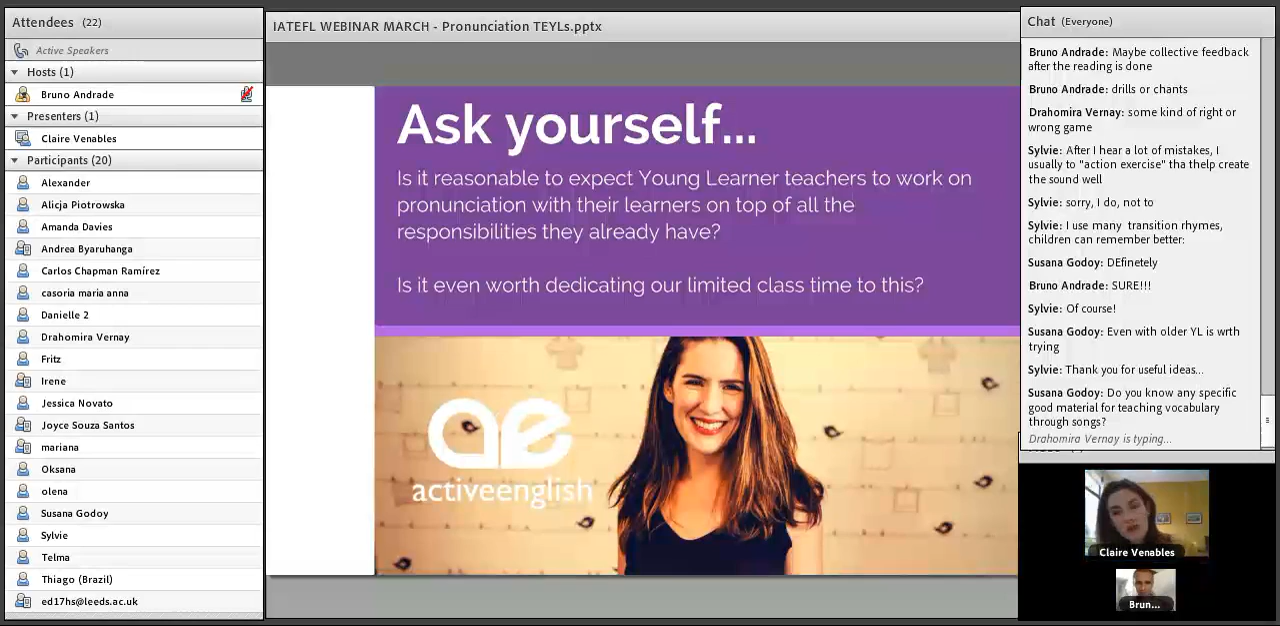 Attendees (22)
Active Speakers
Hosts (1)
Bruno Andrade
Presenters (1)
Claire Venables
Participants (20)
Alexander
Alicja Piotrowska
Amanda Davies
Andrea Byaruhanga
Carlos Chapman Ramírez
casoria maria anna
Danielle 2
Drahomira Vernay
Fritz
Irene
Jessica Novato
Joyce Souza Santos
mariana
Oksana
olena
Susana Godoy
Sylvie
Telma
Thiago (Brazil)
ed17hs@leeds.ac.uk
IATEFL WEBINAR MARCH - Pronunciation TEYLs.pptx
Ask yourself...
Is it reasonable to expect Young Learner teachers to work on
pronunciation with their learners on top of all the
responsibilities they already have?
Is it even worth dedicating our limited class time to this?
ae
activeenglish
Chat (Everyone)
Bruno Andrade: Maybe collective feedback
after the reading is done
Bruno Andrade: drills or chants
Drahomira Vernay: some kind of right or
wrong game
Sylvie: After I hear a lot of mistakes, I
usually to "action exercise" tha thelp create
the sound well
Sylvie: sorry, I do, not to
Sylvie: I use many transition rhymes,
children can remember better:
Susana Godoy: DEfinetely
Bruno Andrade: SURE!!!
Sylvie: Of course!
Susana Godoy: Even with older YL is wrth
trying
Sylvie: Thank you for useful ideas...
Susana Godoy: Do you know any specific
good material for teaching vocabulary
through songs?
Drahomira Vernay is typing...
Claire Venables
Brun...